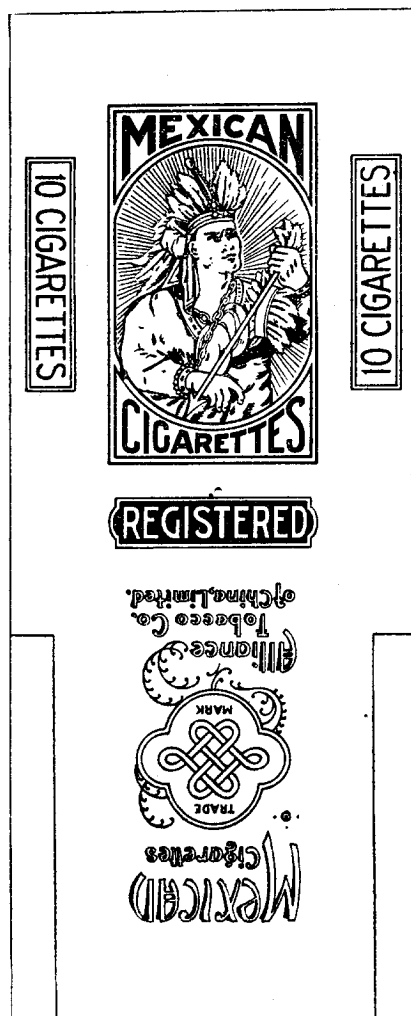 MEXICAN
CIGARETTES
10 CIGARETTES
10 CIGARETTES
REGISTERED
MEXICAN
Cigarettes
TRADE
MARK
Alliance
Tobacco Co.
of China, Limited.